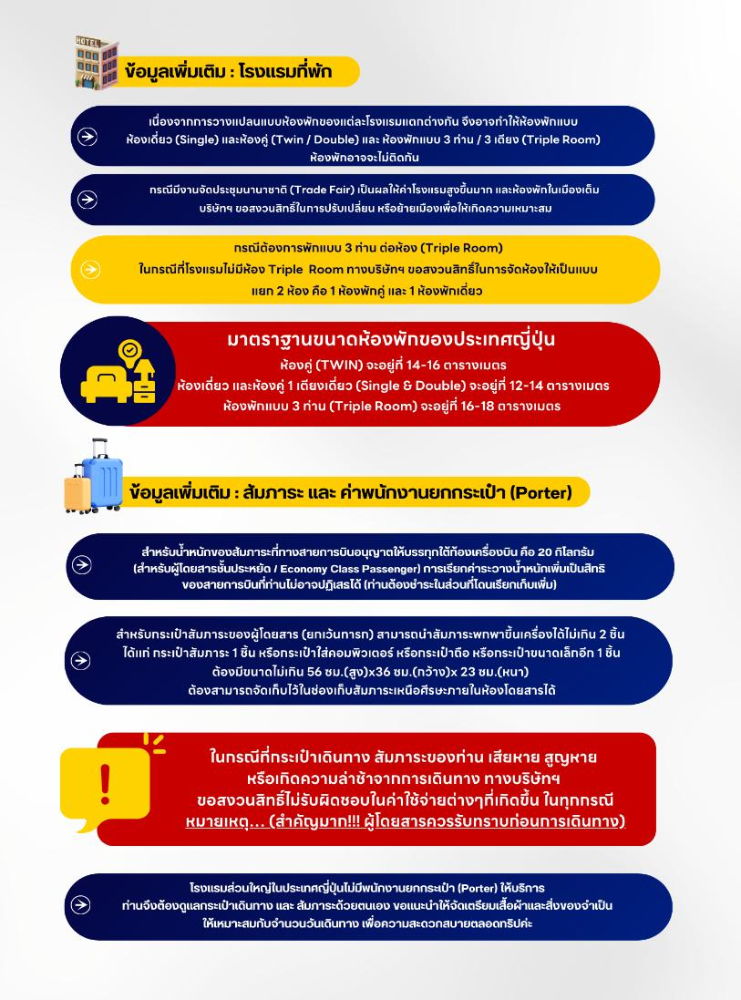 HOTEL
ข้อมูลเพิ่มเติม : โรงแรมที่พัก
เนื่องจากการวางแปลนแบบห้องพักของแต่ละโรงแรมแตกต่างกัน จึงอาจทำให้ห้องพักแบบ
ห้องเดี่ยว (Single) และห้องคู่ (Twin / Double) และ ห้องพักแบบ 3 ท่าน / 3 เตียง (Triple Room)
ห้องพักอาจจะไม่ติดกัน
กรณีมีงานจัดประชุมนานาชาติ (Trade Fair) เป็นผลให้ค่าโรงแรมสูงขึ้นมาก และห้องพักในเมืองเต็ม
บริษัทฯ ขอสงวนสิทธิ์ในการปรับเปลี่ยน หรือย้ายเมืองเพื่อให้เกิดความเหมาะสม
กรณีต้องการพักแบบ 3 ท่าน ต่อห้อง (Triple Room)
ในกรณีที่โรงแรมไม่มีห้อง Triple Room ทางบริษัทฯ ขอสงวนสิทธิ์ในการจัดห้องให้เป็นแบบ
แยก 2 ห้อง คือ 1 ห้องพักคู่ และ 1 ห้องพักเดี่ยว
มาตราฐานขนาดห้องพักของประเทศญี่ปุ่น
ห้องคู่ (TWIN) จะอยู่ที่ 14-16 ตารางเมตร
ห้องเดี่ยว และห้องคู่ 1 เตียงเดี่ยว (Single & Double) จะอยู่ที่ 12-14 ตารางเมตร
ห้องพักแบบ 3 ท่าน (Triple Room) จะอยู่ที่ 16-18 ตารางเมตร
ข้อมูลเพิ่มเติม : สัมภาระ และ ค่าพนักงานยกกระเป๋า (Porter)
สำหรับน้ำหนักของสัมภาระที่ทางสายการบินอนุญาตให้บรรทุกใต้ท้องเครื่องบิน คือ 20 กิโลกรัม
(สำหรับผู้โดยสารชั้นประหยัด / Economy Class Passenger) การเรียกค่าระวางน้ำหนักเพิ่มเป็นสิทธิ
ของสายการบินที่ท่านไม่อาจปฏิเสธได้ (ท่านต้องชำระในส่วนที่โดนเรียกเก็บเพิ่ม)
สำหรับกระเป๋าสัมภาระของผู้โดยสาร (ยกเว้นทารก) สามารถนำสัมภาระพกพาขึ้นเครื่องได้ไม่เกิน 2 ชิ้น
ได้แก่ กระเป๋าสัมภาระ 1 ชิ้น หรือกระเป๋าใส่คอมพิวเตอร์ หรือกระเป๋าถือ หรือกระเป๋าขนาดเล็กอีก 1 ชิ้น
ต้องมีขนาดไม่เกิน 56 ซม.(สูง)x36 ซม.(กว้าง)x 23 ซม.(หนา)
ต้องสามารถจัดเก็บไว้ในช่องเก็บสัมภาระเหนือศีรษะภายในห้องโดยสารได้
ในกรณีที่กระเป๋าเดินทาง สัมภาระของท่าน เสียหาย สูญหาย
หรือเกิดความล่าช้าจากการเดินทาง ทางบริษัทฯ
ขอสงวนสิทธิ์ไม่รับผิดชอบในค่าใช้จ่ายต่างๆที่เกิดขึ้น ในทุกกรณี
หมายเหตุ... (สำคัญมาก!!! ผู้โดยสารควรรับทราบก่อนการเดินทาง)
โรงแรมส่วนใหญ่ในประเทศญี่ปุ่นไม่มีพนักงานยกกระเป๋า (Porter) ให้บริการ
ท่านจึงต้องดูแลกระเป๋าเดินทาง และ สัมภาระด้วยตนเอง ขอแนะนำให้จัดเตรียมเสื้อผ้าและสิ่งของจำเป็น
ให้เหมาะสมกับจำนวนวันเดินทาง เพื่อความสะดวกสบายตลอดทริปค่ะ